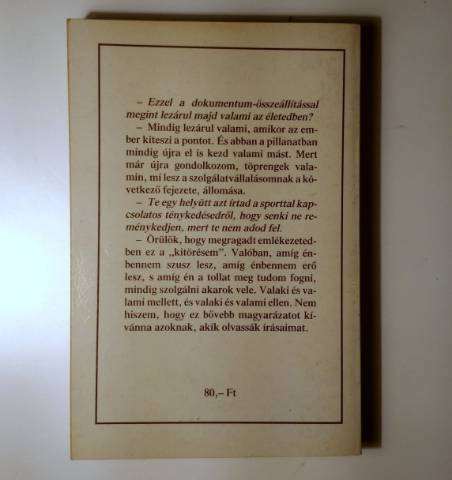 – Ezzel a dokumentum-összeállítással
megint lezárul majd valami az életedben?
– Mindig lezárul valami, amikor az em-
ber kiteszi a pontot. És abban a pillanatban
mindig újra el is kezd valami mást. Mert
már újra gondolkozom, töprengek vala-
min, mi lesz a szolgálatvállalásomnak a kö-
vetkező fejezete, állomása.
– Te egy helyütt azt írtad a sporttal kap-
csolatos ténykedésedről, hogy senki ne re-
ménykedjen, mert te nem adod fel.
– Örülök, hogy megragadt emlékezeted-
ben ez a „kitörésem”. Valóban, amíg én-
bennem szusz lesz, amíg énbennem erő
lesz, s amíg én a tollat meg tudom fogni,
mindig szolgálni akarok vele. Valaki és va-
lami mellett, és valaki és valami ellen. Nem
hiszem, hogy ez bővebb magyarázatot kí-
vánna azoknak, akik olvassák írásaimat.
80,– Ft